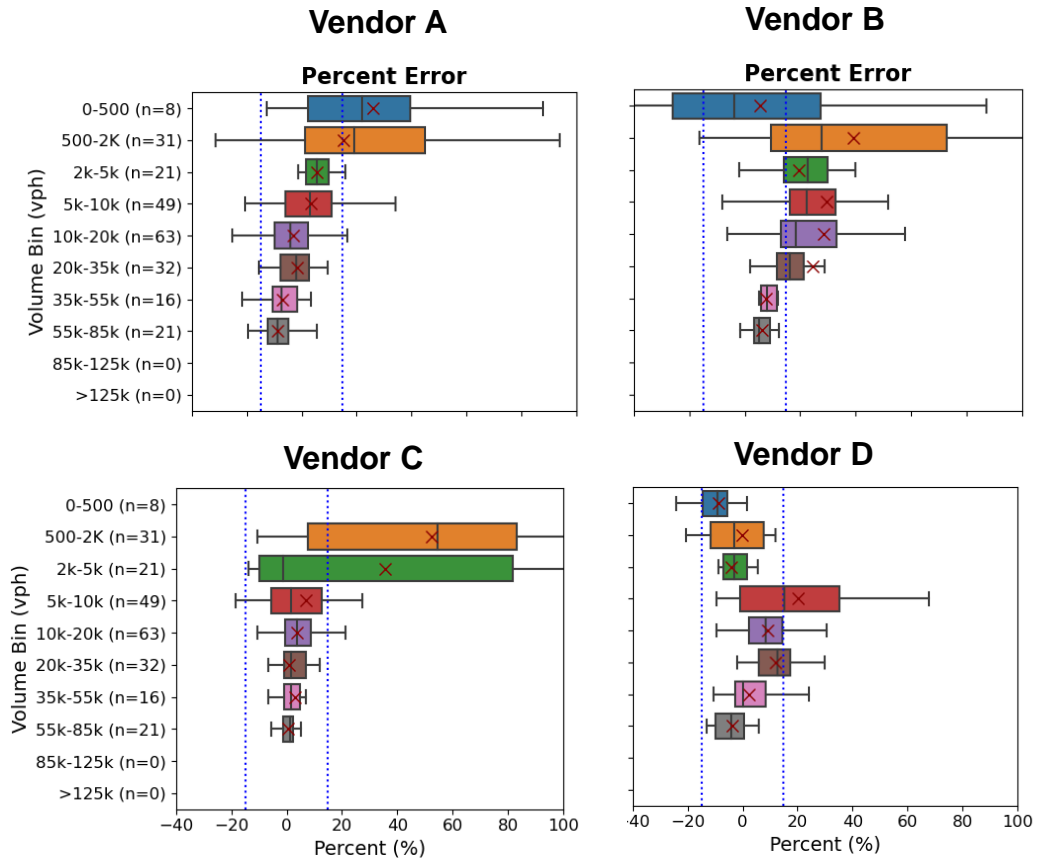 Vendor A
Percent Error
Volume Bin (vph)
0-500 (n=8)
500-2K (n=31)
2k-5k (n=21)
5k-10k (n=49)
10k-20k (n=63)
20k-35k (n=32)
35k-55k (n=16)
55k-85k (n=21)
85k-125k (n=0)
>125k (n=0)
Vendor B
Percent Error
Vendor C
Volume Bin (vph)
0-500 (n=8)
500-2K (n=31)
2k-5k (n=21)
5k-10k (n=49)
10k-20k (n=63)
20k-35k (n=32)
35k-55k (n=16)
55k-85k (n=21)
85k-125k (n=0)
>125k (n=0)
−40 −20 0 20 40 60 80 100
Percent (%)
Vendor D
-40 −20 0 20 40 60 80 100
Percent (%)